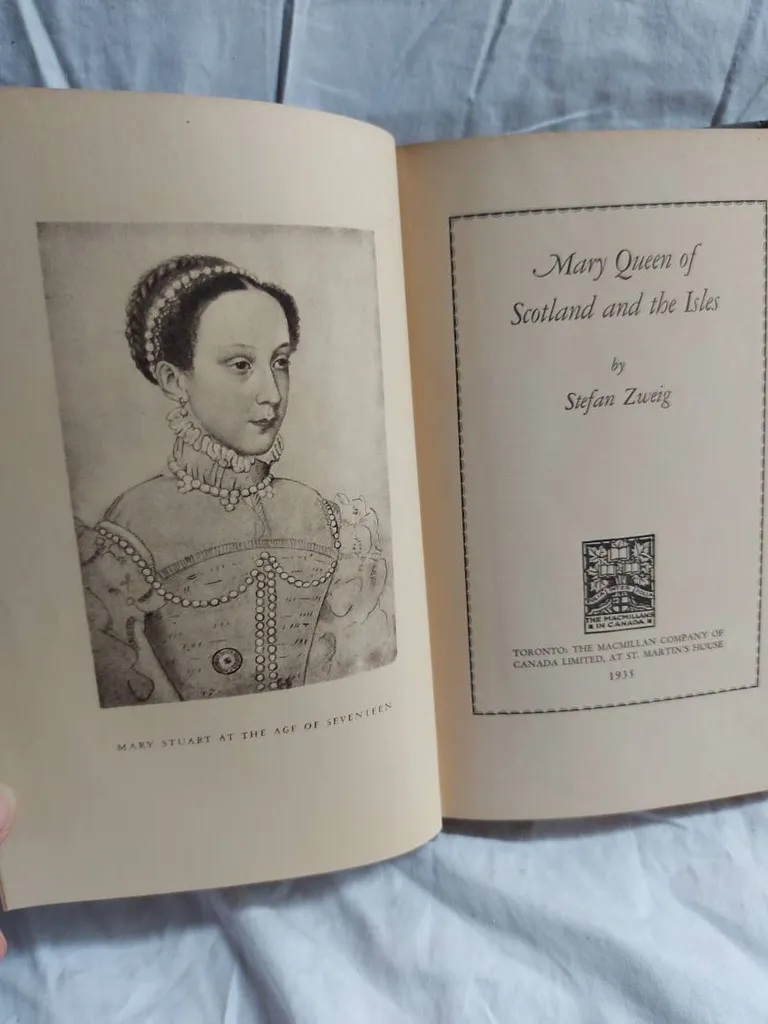 MARY STUART AT THE AGE OF SEVENTEEN
Mary Queen of
Scotland and the Isles
by
Stefan Zweig
THE MACMILLANS
IN CANADA
TORONTO: THE MACMILLAN COMPANY OF
CANADA LIMITED, AT ST. MARTIN'S HOUSE
1935